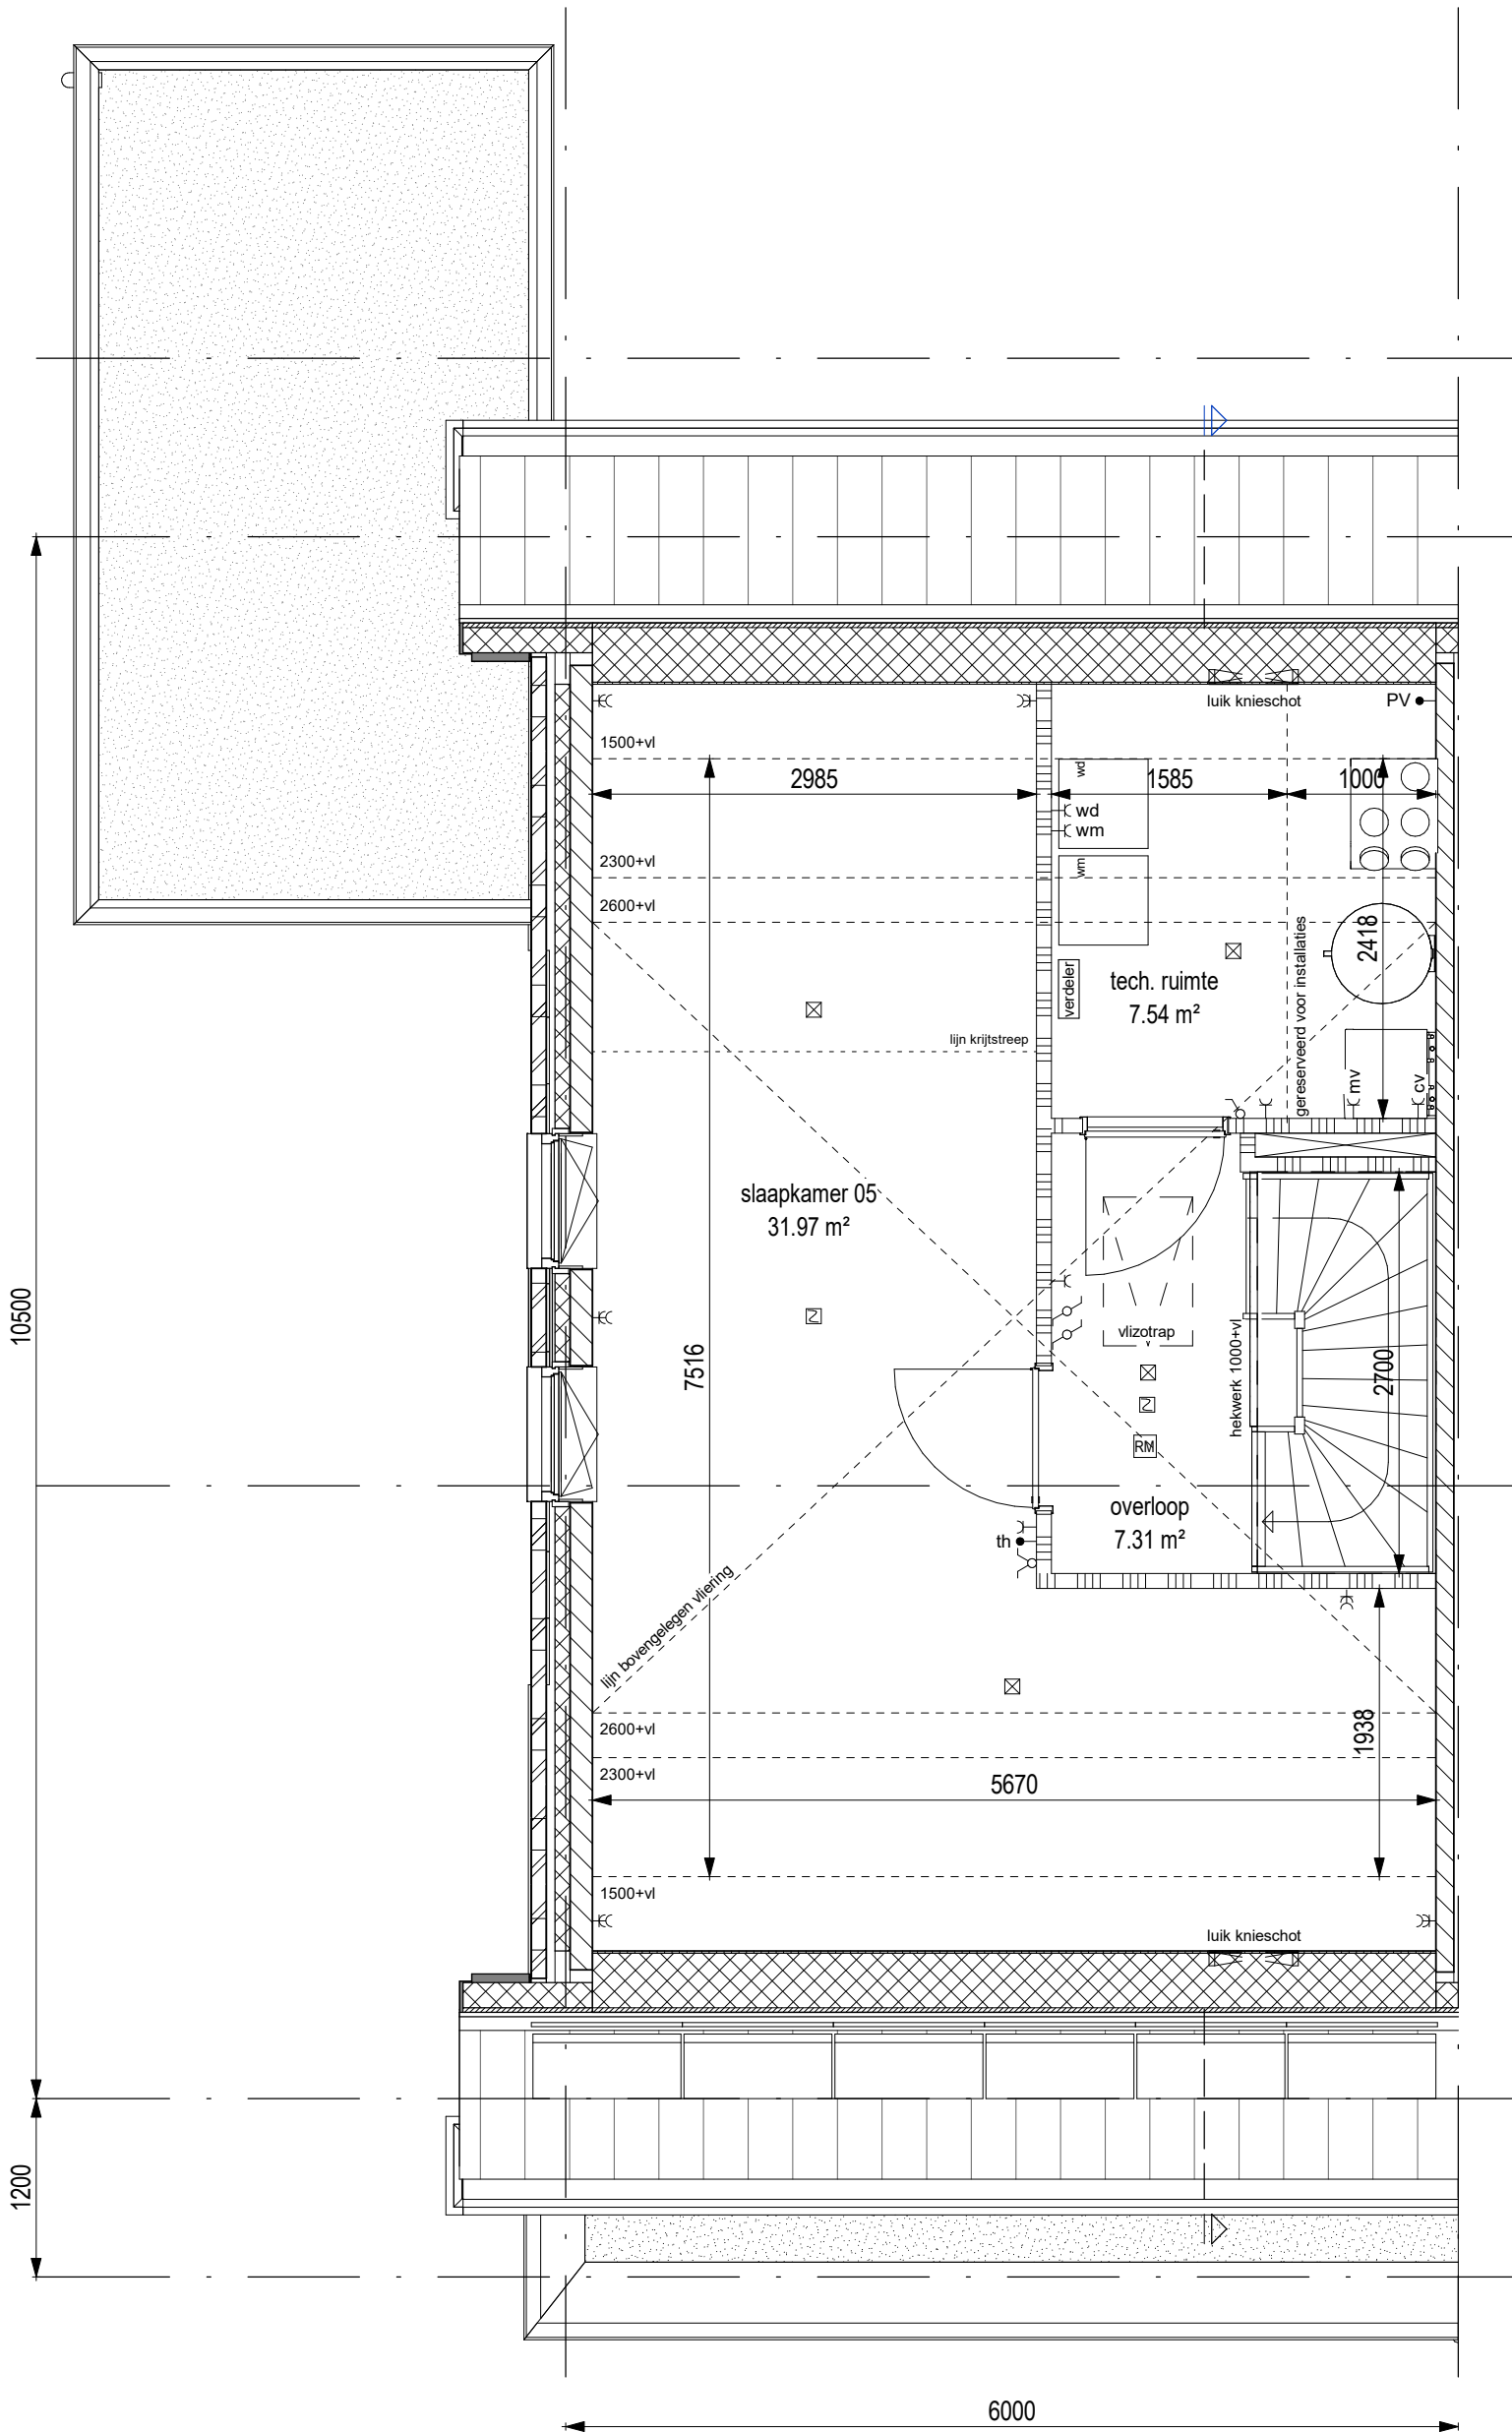 luik knieschot
PV
1500+vl
2985
1585
1000
wd
wd
wm
2300+vl
wm
2600+vl
2418
gereserveerd voor installaties
tech. ruimte
7.54 m²
verdeler
lijn krijtstreep
mv
cv
slaapkamer 05
31.97 m²
10500
7516
vlizotrap
hekwerk 1000+vl
2700
RM
overloop
7.31 m²
th
lijn bovengelegen vliering
2600+vl
1938
2300+vl
5670
1500+vl
luik knieschot
1200
6000